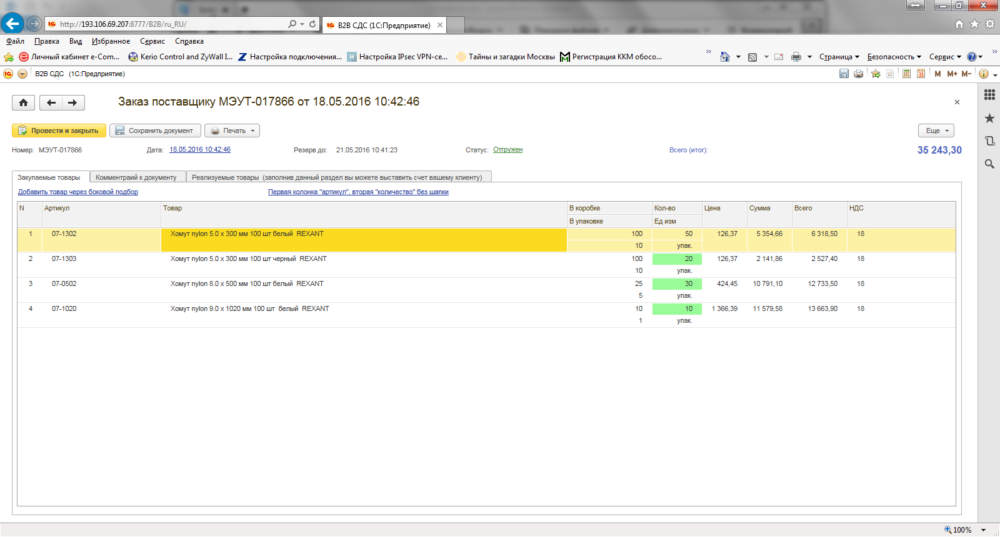 http://193.106.69.207:8777/B2B/ru_RU/
B2B СДС (1С:Предприятие)
Файл Правка Вид Избранное Сервис Справка
Личный кабинет e-Com... Kerio Control and ZyWall I... Настройка подключения... Настройка IPsec VPN-се... Тайны и загадки Москвы Регистрация ККМ обосо... Страница Безопасность Сервис
B2B СДС (1С:Предприятие) M M+ M-
Заказ поставщику МЭУТ-017866 от 18.05.2016 10:42:46
Провести и закрыть Сохранить документ Печать Еще
Номер: МЭУТ-017866 Дата: 18.05.2016 10:42:46 Резерв до: 21.05.2016 10:41:23 Статус: Отгружен Всего (итог): 35 243,30
Закупаемые товары Комментраий к документу Реализуемые товары (заполнив данный раздел вы можете выставить счет вашему клиенту)
Добавить товар через боковой подбор Первая колонка "артикул", вторая "количество" без шапки
N Артикул Товар В коробке Кол-во Цена Сумма Всего НДС
В упаковке Ед изм
1 07-1302 Хомут nylon 5.0 х 300 мм 100 шт белый REXANT 100 50 126,37 5 354,66 6 318,50 18
10 упак.
2 07-1303 Хомут nylon 5.0 х 300 мм 100 шт черный REXANT 100 20 126,37 2 141,86 2 527,40 18
10 упак.
3 07-0502 Хомут nylon 8.0 х 500 мм 100 шт белый REXANT 25 30 424,45 10 791,10 12 733,50 18
5 упак.
4 07-1020 Хомут nylon 9.0 х 1020 мм 100 шт белый REXANT 10 10 1 366,39 11 579,58 13 663,90 18
1 упак.
100%